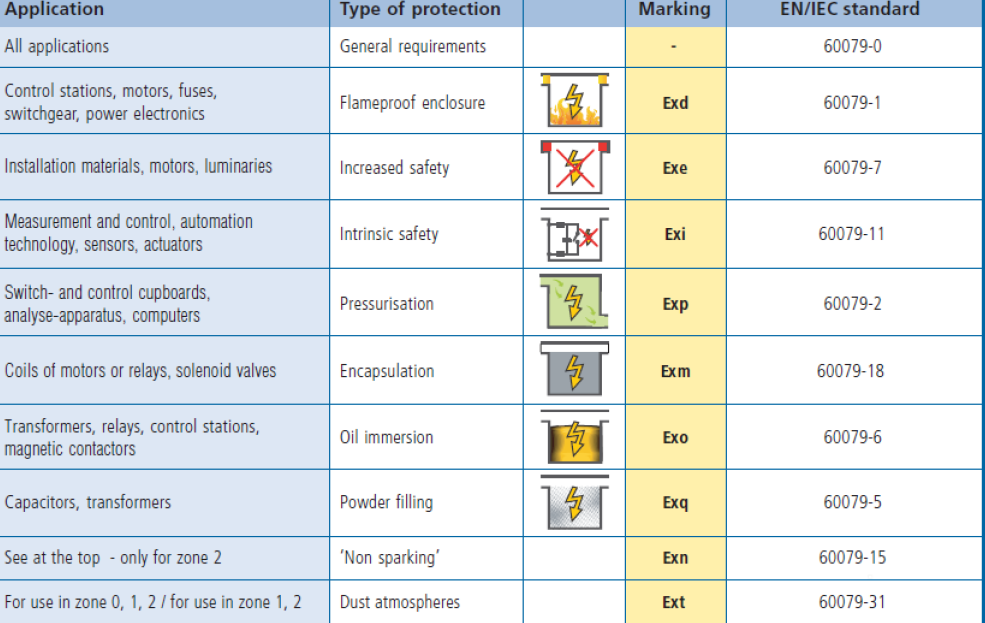 Application Type of protection Marking EN/IEC standard
All applications General requirements - 60079-0
Control stations, motors, fuses,
switchgear, power electronics Flameproof enclosure Exd 60079-1
Installation materials, motors, luminaries Increased safety Exe 60079-7
Measurement and control, automation
technology, sensors, actuators Intrinsic safety Exi 60079-11
Switch- and control cupboards,
analyse-apparatus, computers Pressurisation Exp 60079-2
Coils of motors or relays, solenoid valves Encapsulation Exm 60079-18
Transformers, relays, control stations,
magnetic contactors Oil immersion Exo 60079-6
Capacitors, transformers Powder filling Exq 60079-5
See at the top - only for zone 2 'Non sparking' Exn 60079-15
For use in zone 0, 1, 2 / for use in zone 1, 2 Dust atmospheres Ext 60079-31